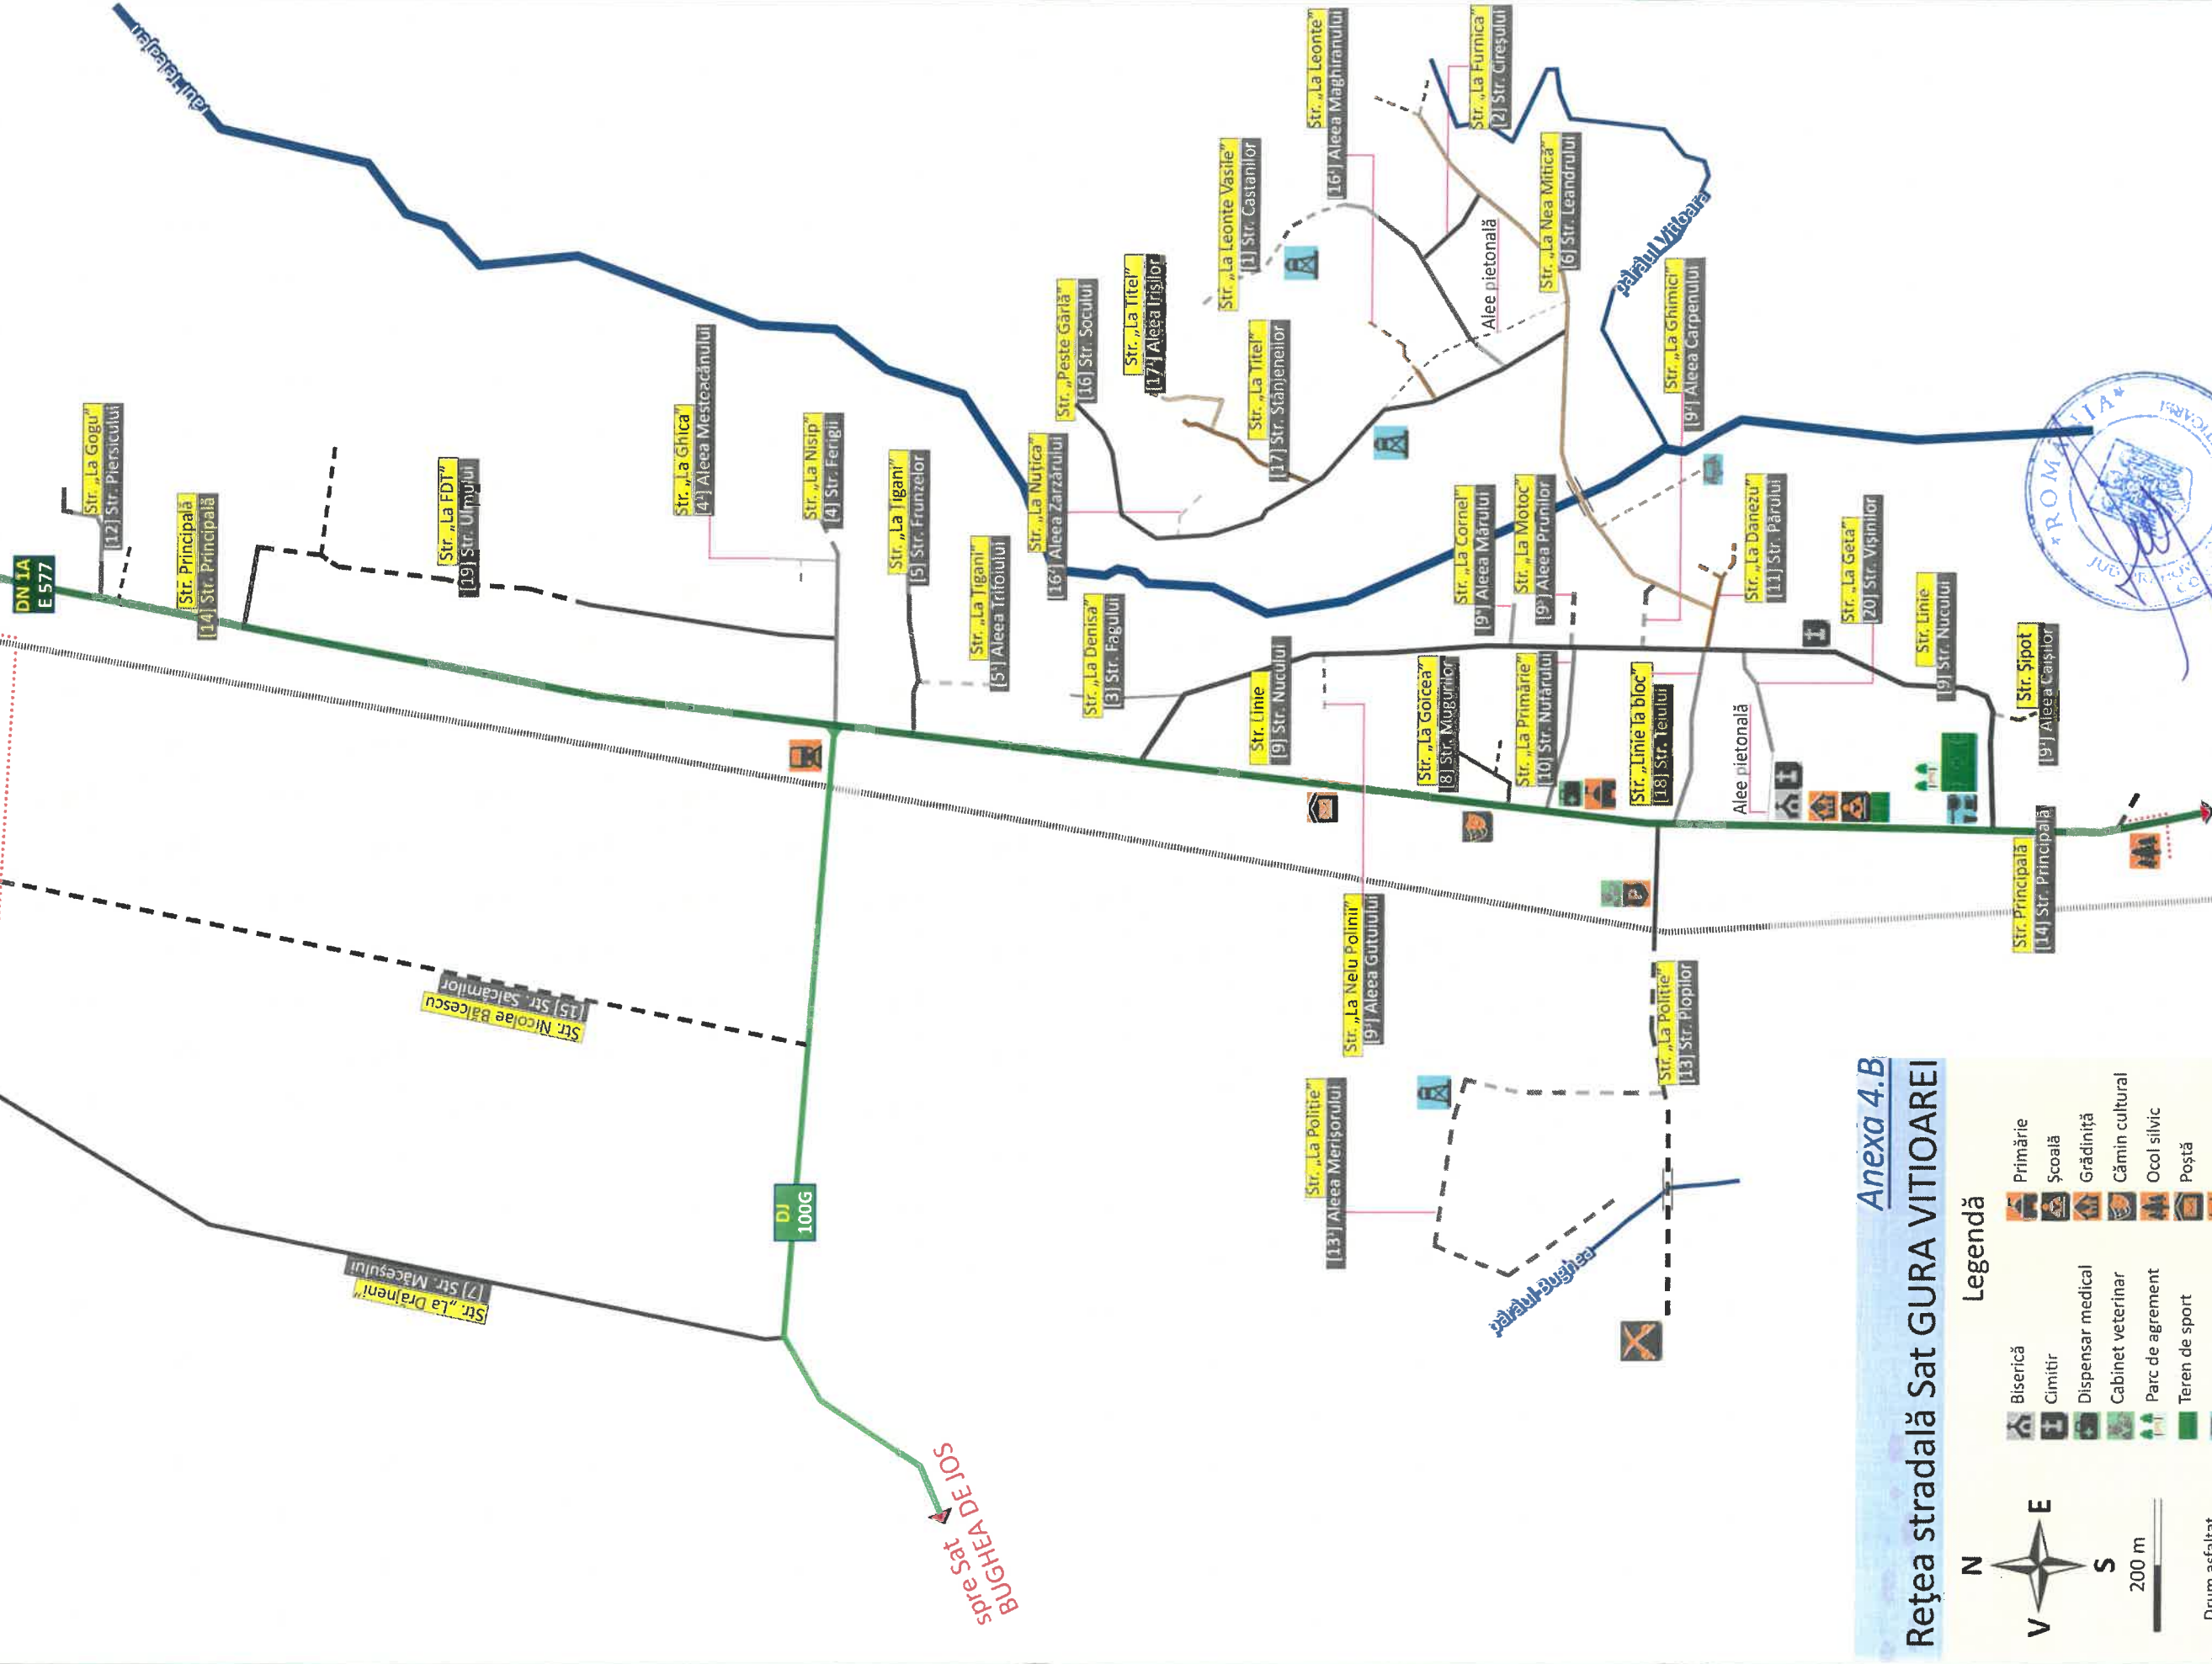 râul Teleajen
DN 1A
E 577
Str. „La Gogu”
[12] Str. Piersicului
Str. Principală
[14] Str. Principală
Str. „La FDT”
[19] Str. Ulmului
Str. „La Ghica”
[4¹] Aleea Mesteacănului
Str. „La Nisip”
[4] Str. Ferigii
Str. „La Țigani”
[5] Str. Frunzelor
Str. „La Țigani”
[5¹] Aleea Trifoiului
Str. „La Nuțica”
[16¹] Aleea Zarzărului
Str. „Peste Gârlă”
[16] Str. Socului
Str. „La Titel”
[17¹] Aleea Irișilor
Str. „La Titel”
[17] Str. Stânjeneilor
Str. „La Leonte Vasile”
[1] Str. Castanilor
Str. „La Leonte”
[16²] Aleea Maghiranului
Str. „La Furnica”
[2] Str. Cireșului
Alee pietonală
Str. „La Nea Mitică”
[6] Str. Leandrului
pârâul Vitioara
Str. „La Ghimici”
[9²] Aleea Carpenului
Str. „La Denisa”
[3] Str. Fagului
Str. Linie
[9] Str. Nucului
Str. „La Cornel”
[9⁴] Aleea Mărului
Str. „La Motoc”
[9³] Aleea Prunilor
Str. „La Goicea”
[8] Str. Mugurilor
Str. „La Primărie”
[10] Str. Nufărului
Str. „Linie la bloc”
[18] Str. Teiului
Str. „La Danezu”
[11] Str. Părului
Alee pietonală
Str. „La Geta”
[20] Str. Vișinilor
Str. Linie
[9] Str. Nucului
Str. Șipot
[9¹] Aleea Caișilor
Str. Principală
[14] Str. Principală
Str. „La Nelu Polinii”
[9⁵] Aleea Gutuiului
Str. „La Poliție”
[13] Str. Plopilor
Str. „La Poliție”
[13¹] Aleea Merișorului
pârâul Bughea
Str. Nicolae Bălcescu
[15] Str. Salcâmilor
Str. „La Drăjneni”
[7] Str. Măceșului
DJ
100G
spre Sat
BUGHEA DE JOS
ROMÂNIA
Anexa 4.B
Rețea stradală Sat GURA VITIOAREI
Legendă
N
V
E
S
200 m
Biserică
Cimitir
Dispensar medical
Cabinet veterinar
Parc de agrement
Teren de sport
Primărie
Școală
Grădiniță
Cămin cultural
Ocol silvic
Poștă
Drum asfaltat